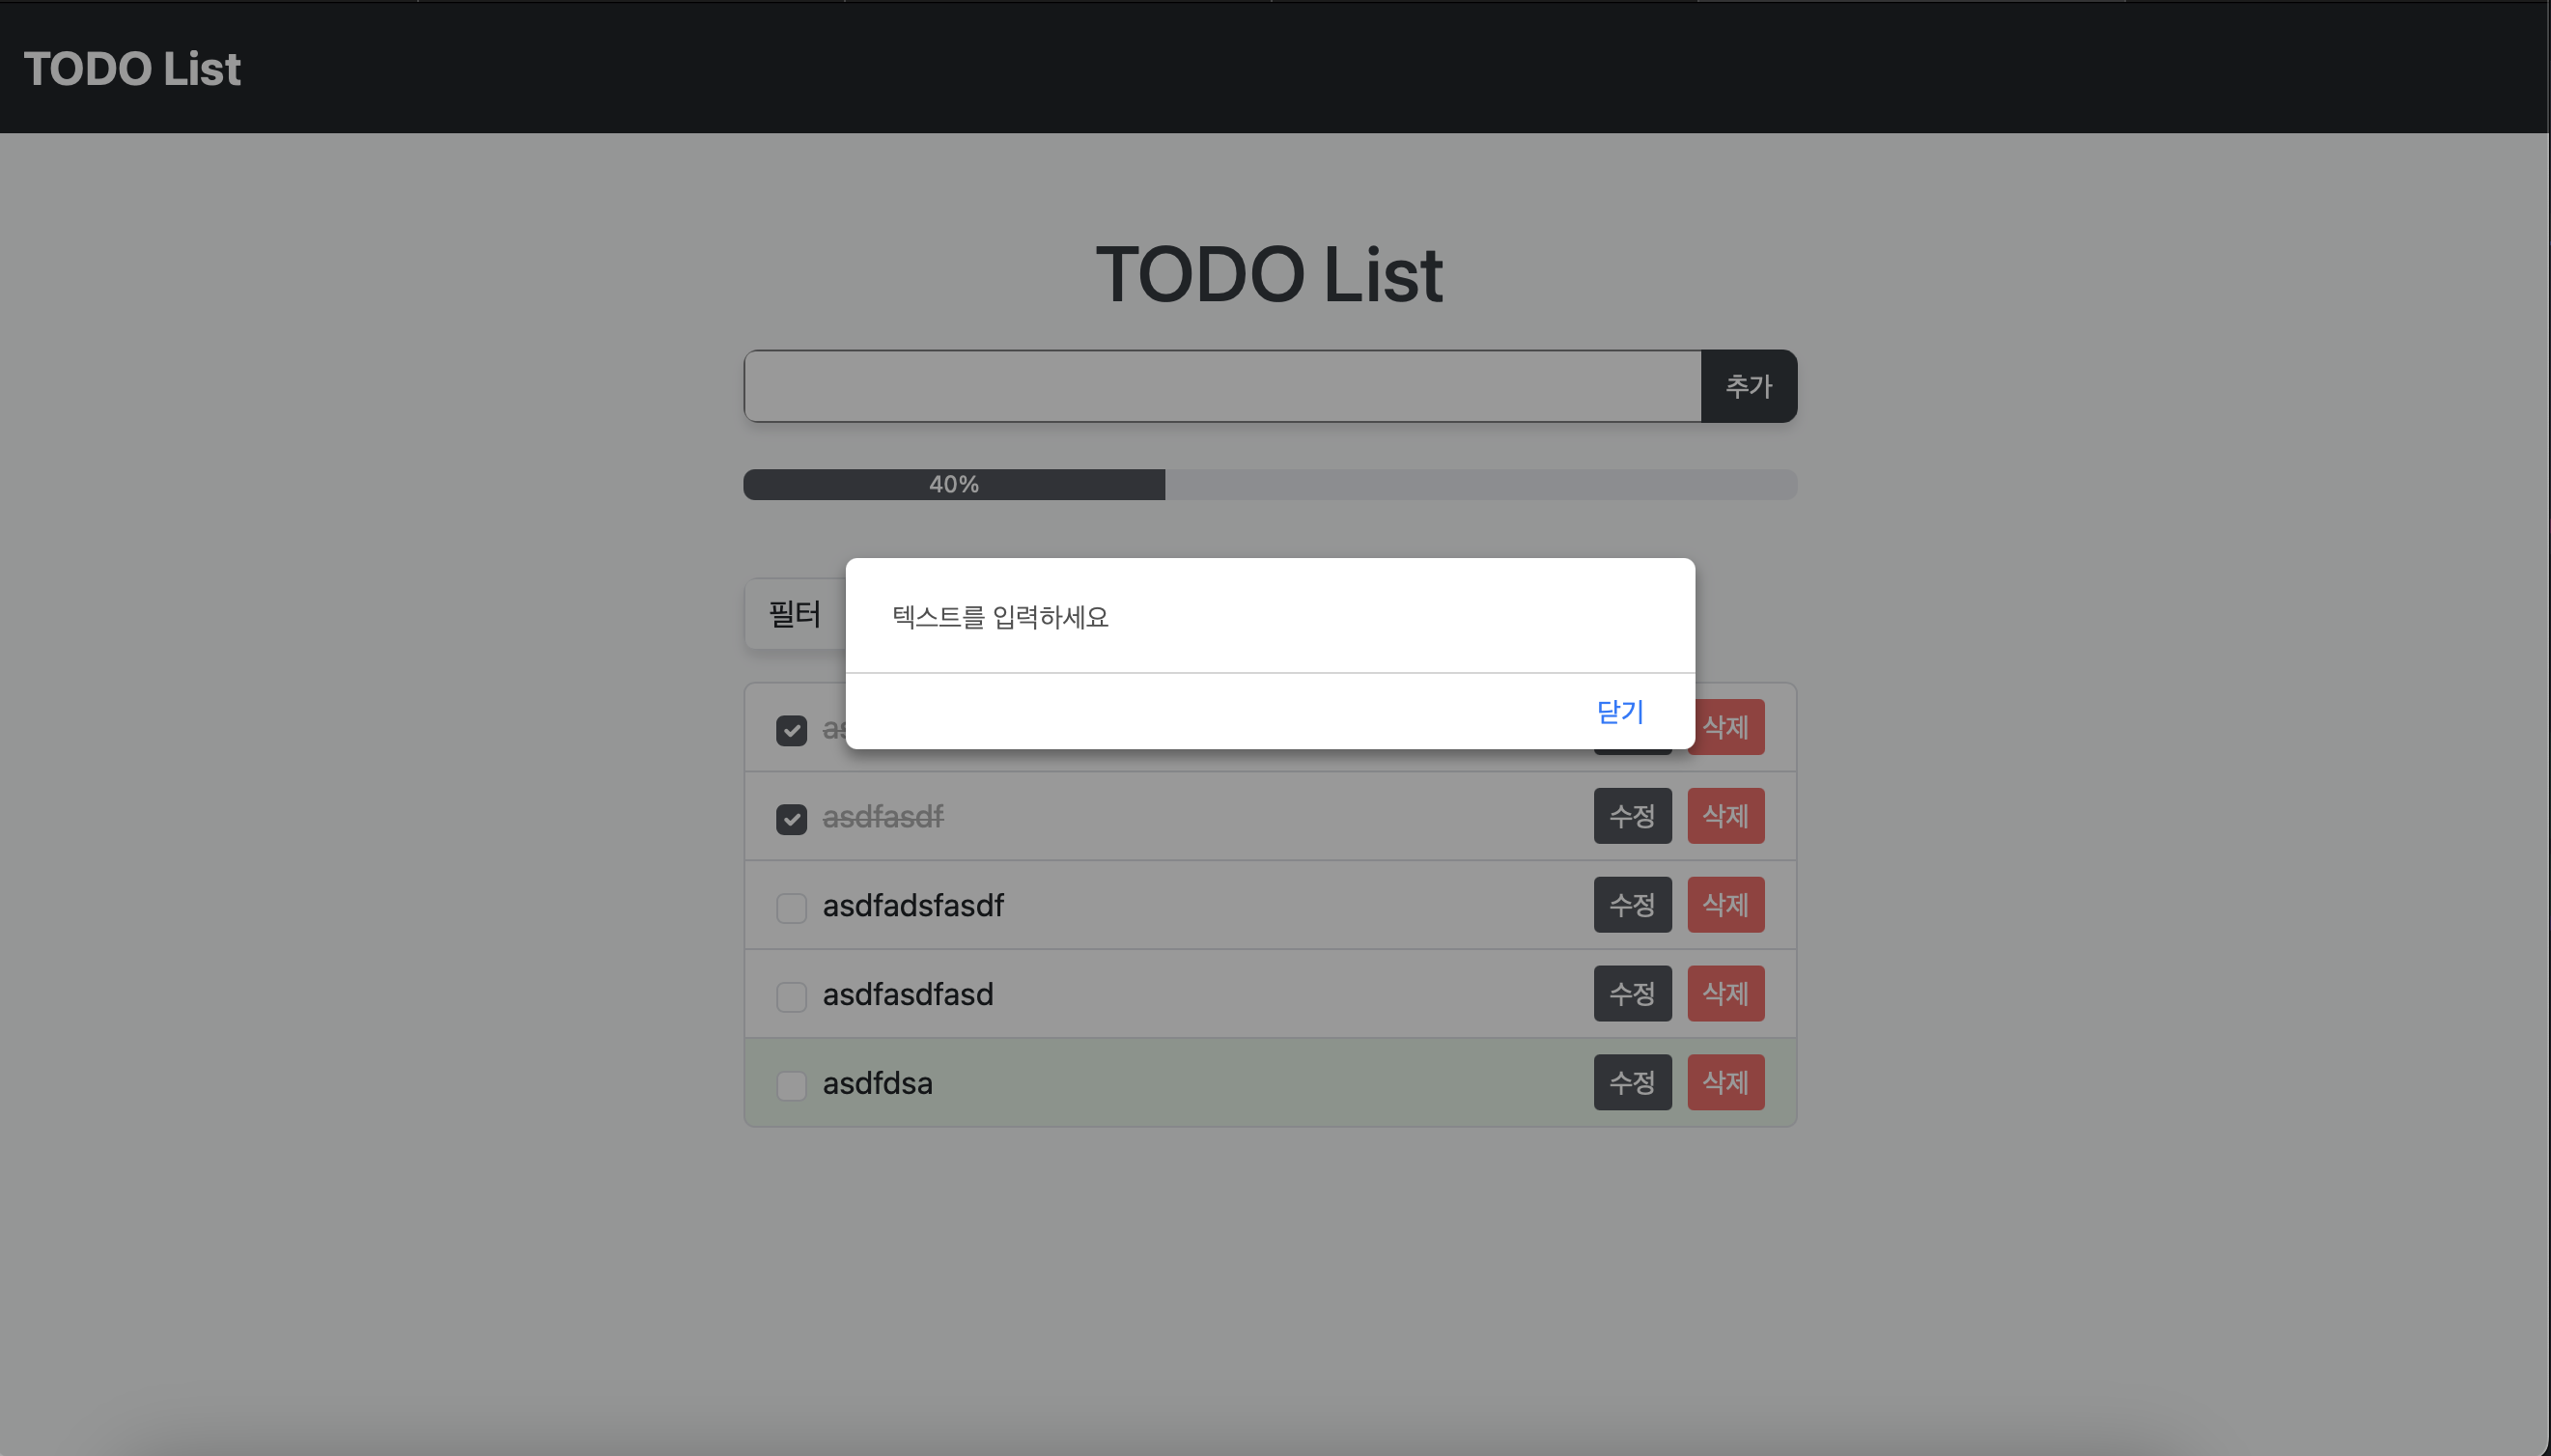 TODO List
TODO List
추가
40%
필터
텍스트를 입력하세요
닫기
삭제
asdfasdf 수정 삭제
asdfadsfasdf 수정 삭제
asdfasdfasd 수정 삭제
asdfdsa 수정 삭제